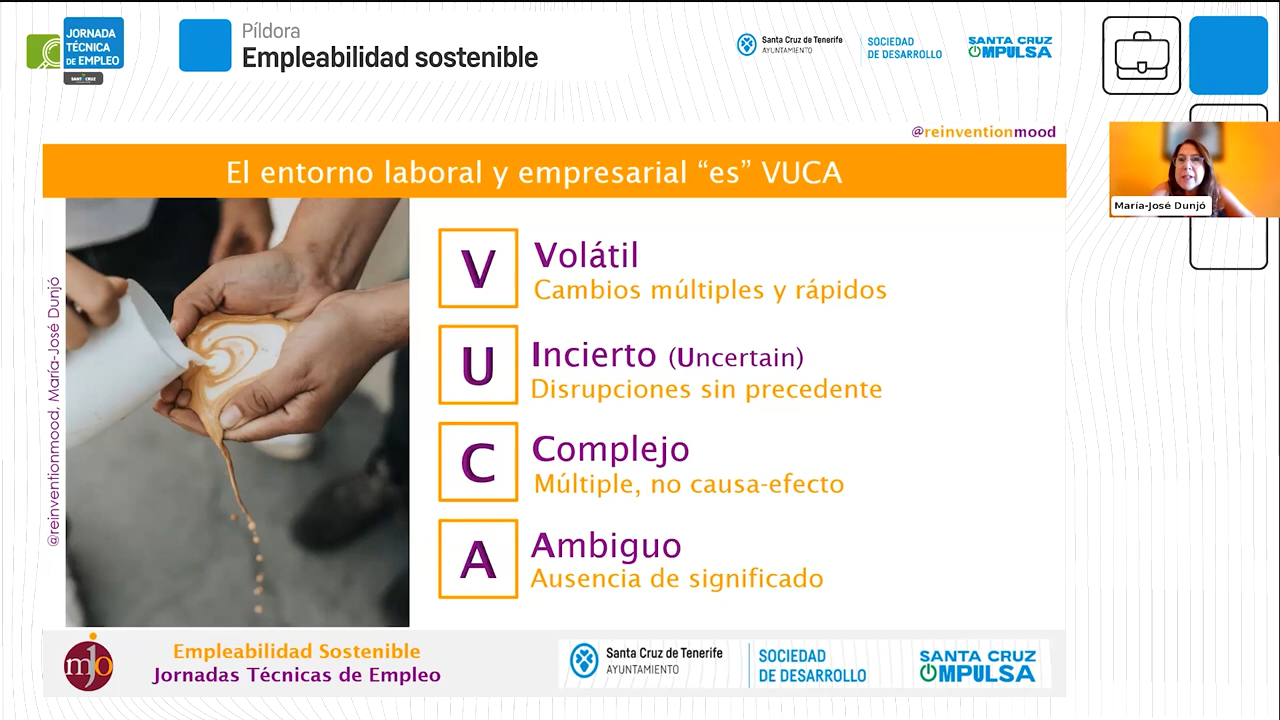 JORNADA
TÉCNICA
DE EMPLEO
SANTA CRUZ
Píldora
Empleabilidad sostenible
Santa Cruz de Tenerife
AYUNTAMIENTO
SOCIEDAD
DE DESARROLLO
SANTA CRUZ
OMPULSA
@reinventionmood
El entorno laboral y empresarial “es” VUCA
María-José Dunjó
@reinventionmood, María-José Dunjó
V
Volátil
Cambios múltiples y rápidos
U
Incierto (Uncertain)
Disrupciones sin precedente
C
Complejo
Múltiple, no causa-efecto
A
Ambiguo
Ausencia de significado
mjo
Empleabilidad Sostenible
Jornadas Técnicas de Empleo
Santa Cruz de Tenerife
AYUNTAMIENTO
SOCIEDAD
DE DESARROLLO
SANTA CRUZ
OMPULSA